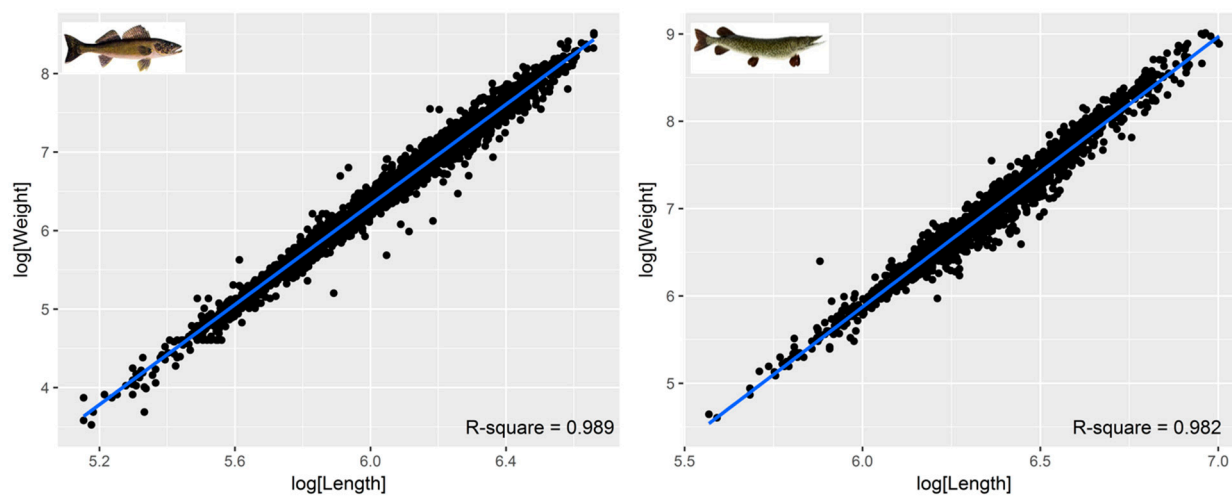 log[Weight]
8
7
6
5
4
R-square = 0.989
5.2 5.6 6.0 6.4
log[Length]
log[Weight]
9
8
7
6
5
R-square = 0.982
5.5 6.0 6.5 7.0
log[Length]